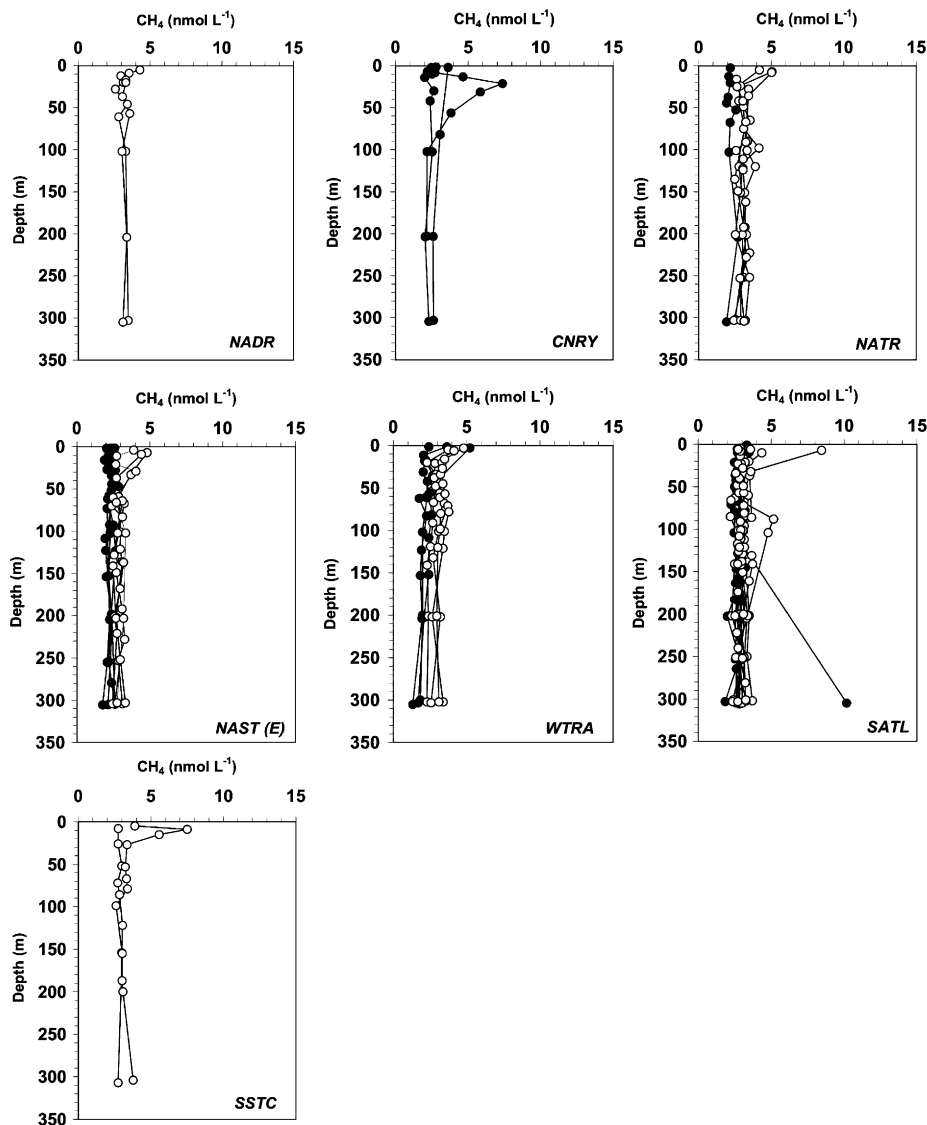 CH4 (nmol L-1) CH4 (nmol L-1) CH4 (nmol L-1)
0 5 10 15 0 5 10 15 0 5 10 15
0 0 0
50 50 50
100 100 100
150 150 150
200 200 200
250 250 250
300 300 300
350 350 350
Depth (m) Depth (m) Depth (m)
NADR CNRY NATR
CH4 (nmol L-1) CH4 (nmol L-1) CH4 (nmol L-1)
0 5 10 15 0 5 10 15 0 5 10 15
0 0 0
50 50 50
100 100 100
150 150 150
200 200 200
250 250 250
300 300 300
350 350 350
Depth (m) Depth (m) Depth (m)
NAST (E) WTRA SATL
CH4 (nmol L-1)
0 5 10 15
0
50
100
150
200
250
300
350
Depth (m)
SSTC